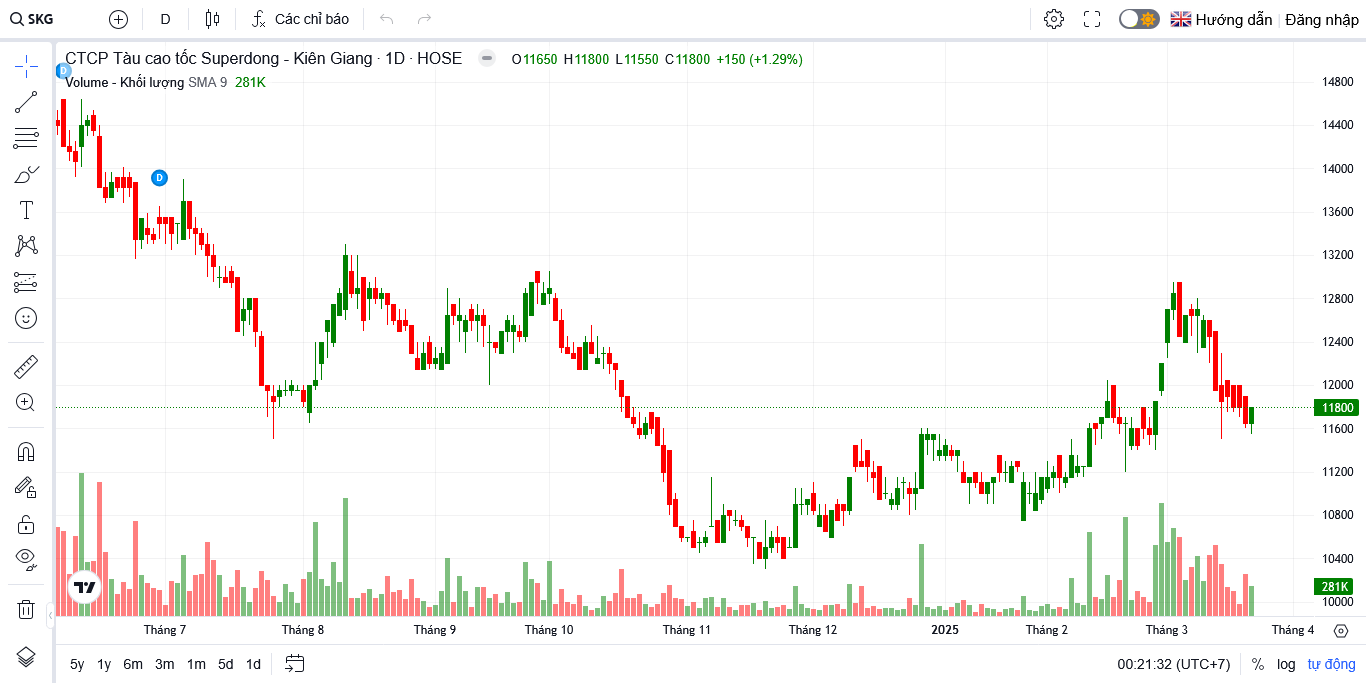 SKG D Các chỉ báo Hướng dẫn Đăng nhập
CTCP Tàu cao tốc Superdong - Kiên Giang · 1D · HOSE O11650 H11800 L11550 C11800 +150 (+1.29%)
D
Volume - Khối lượng SMA 9 281K
14800
14400
14000
D
13600
13200
12800
12400
12000
11800
11600
11200
10800
10400
281K
10000
Tháng 7 Tháng 8 Tháng 9 Tháng 10 Tháng 11 Tháng 12 2025 Tháng 2 Tháng 3 Tháng 4
5y 1y 6m 3m 1m 5d 1d 00:21:32 (UTC+7) % log tự động